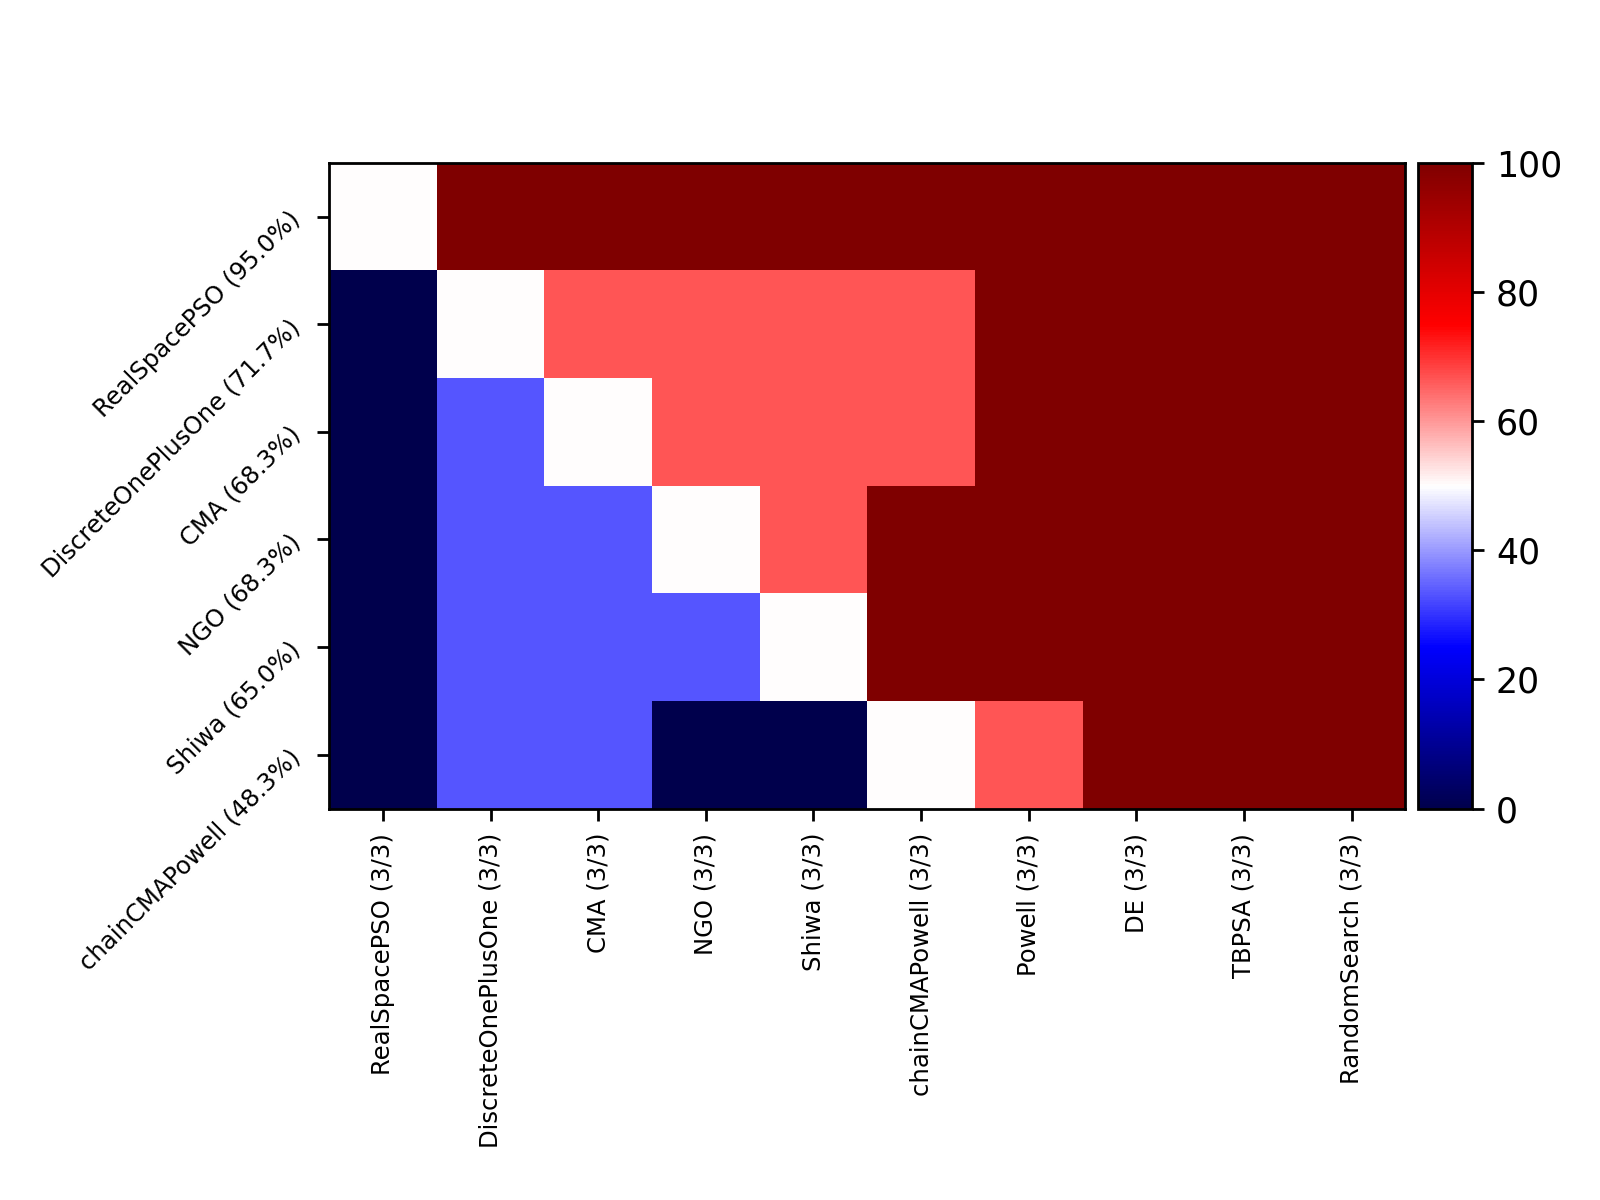 RealSpacePSO (95.0%)
DiscreteOnePlusOne (71.7%)
CMA (68.3%)
NGO (68.3%)
Shiwa (65.0%)
chainCMAPowell (48.3%)
RealSpacePSO (3/3)
DiscreteOnePlusOne (3/3)
CMA (3/3)
NGO (3/3)
Shiwa (3/3)
chainCMAPowell (3/3)
Powell (3/3)
DE (3/3)
TBPSA (3/3)
RandomSearch (3/3)
100
80
60
40
20
0